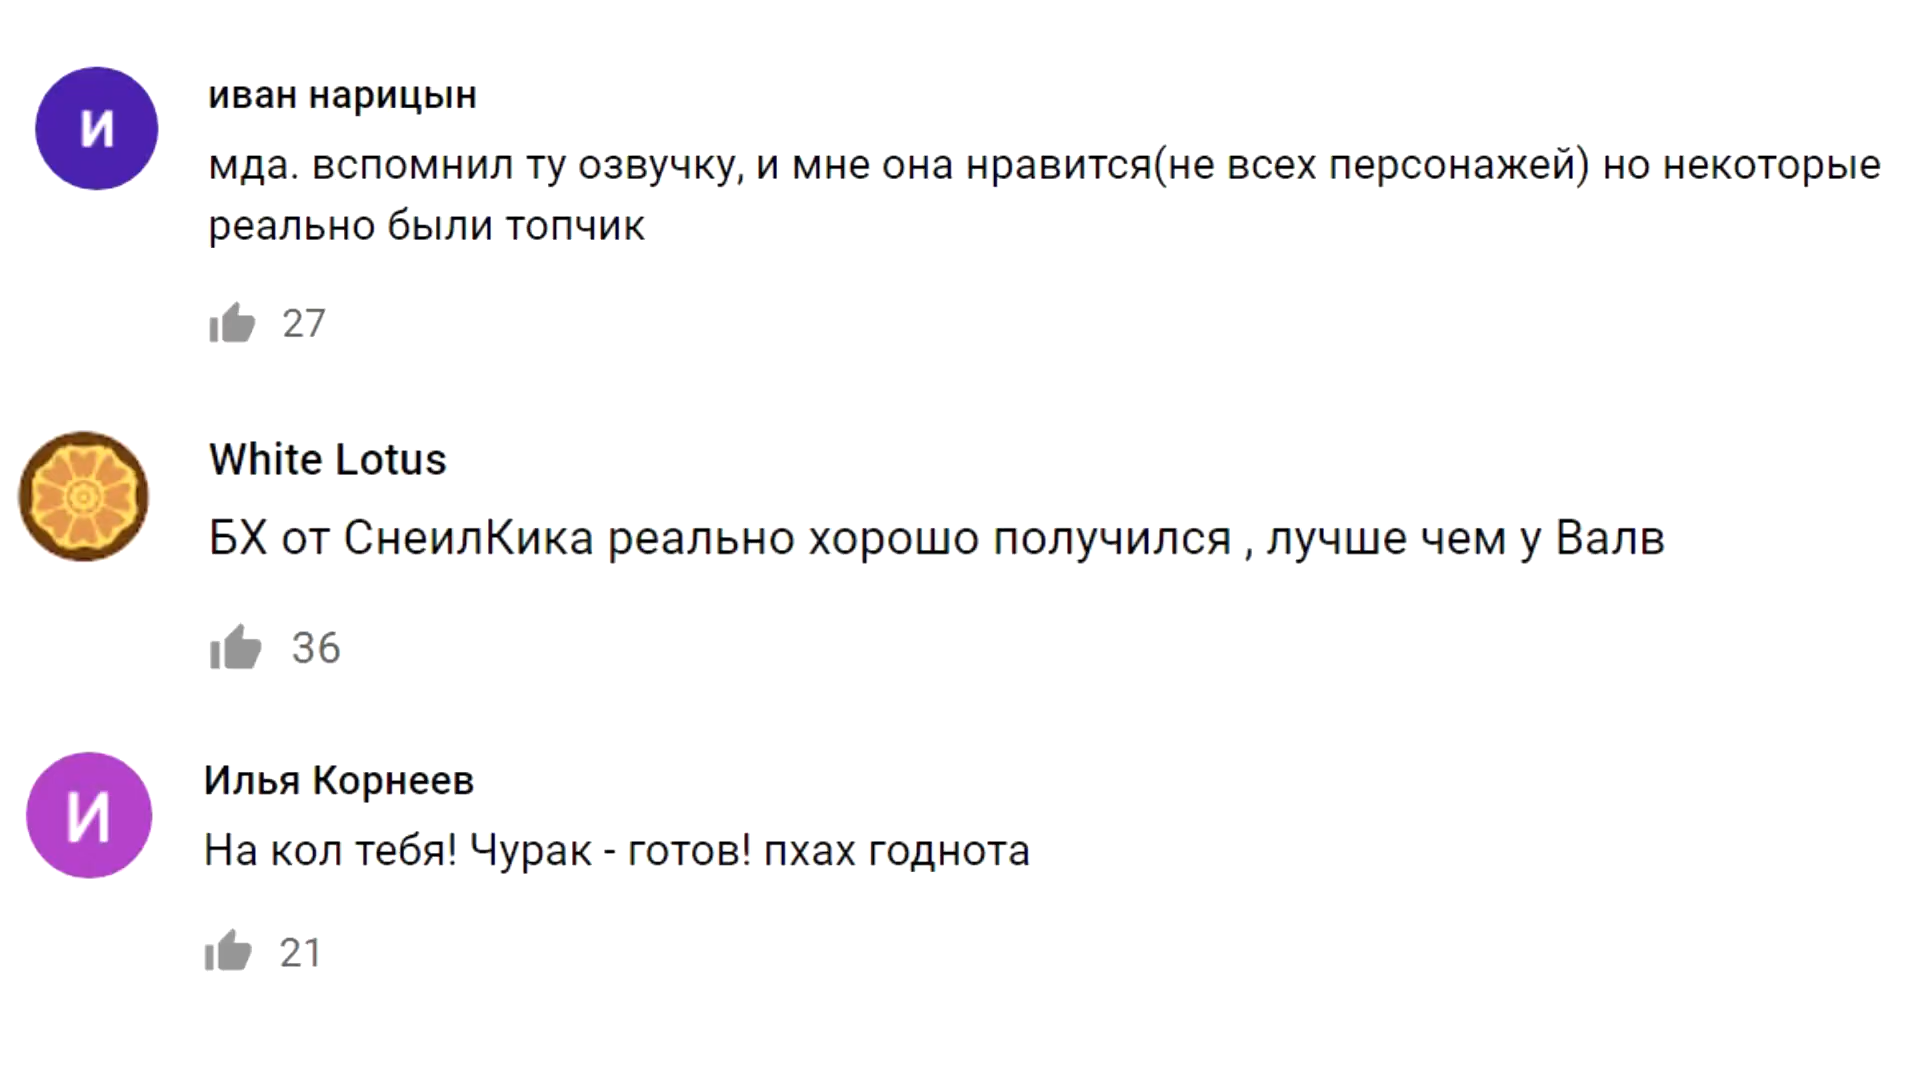 И
иван нарицын
мда. вспомнил ту озвучку, и мне она нравится(не всех персонажей) но некоторые
реально были топчик
27
White Lotus
БХ от СнеилКика реально хорошо получился , лучше чем у Валв
36
И
Илья Корнеев
На кол тебя! Чурак - готов! пхах годнота
21